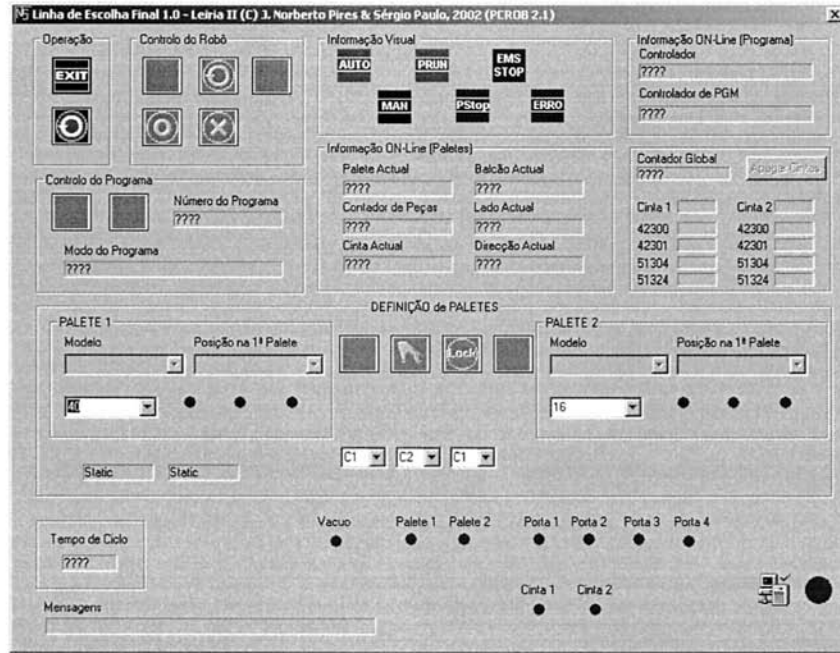 Linha de Escolha Final 1.0 - Leiria II (C) J. Norberto Pires & Sérgio Paulo, 2002 (PCROB 2.1)
Operação
EXIT
Controlo do Robô
Informação Visual
AUTO
PRUN
EMS STOP
MAN
PStop
ERRO
Informação ON-Line (Programa)
Controlador
????
Controlador de PGM
????
Controlo do Programa
Número do Programa
????
Modo do Programa
????
Informação ON-Line (Paletes)
Palete Actual
????
Balcão Actual
????
Contador de Peças
????
Lado Actual
????
Cinta Actual
????
Direcção Actual
????
Contador Global
????
Apagar Cintas
Cinta 1
Cinta 2
42300
42300
42301
42301
51304
51304
51324
51324
DEFINIÇÃO de PALETES
PALETE 1
Modelo
Posição na 1ª Palete
40
Lock
PALETE 2
Modelo
Posição na 1ª Palete
16
Static
Static
C1
C2
C1
Tempo de Ciclo
????
Vacuo
Palete 1
Palete 2
Porta 1
Porta 2
Porta 3
Porta 4
Cinta 1
Cinta 2
Mensagens